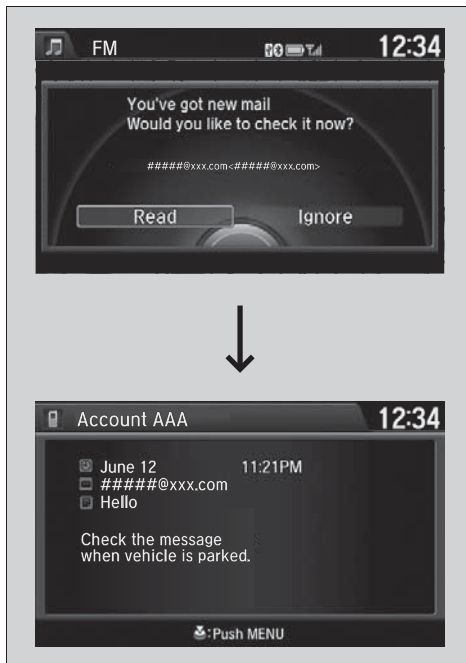 FM 12:34
You've got new mail
Would you like to check it now?
#####@xxx.com<#####@xxx.com>
Read Ignore
Account AAA 12:34
June 12 11:21PM
#####@xxx.com
Hello
Check the message
when vehicle is parked.
:Push MENU